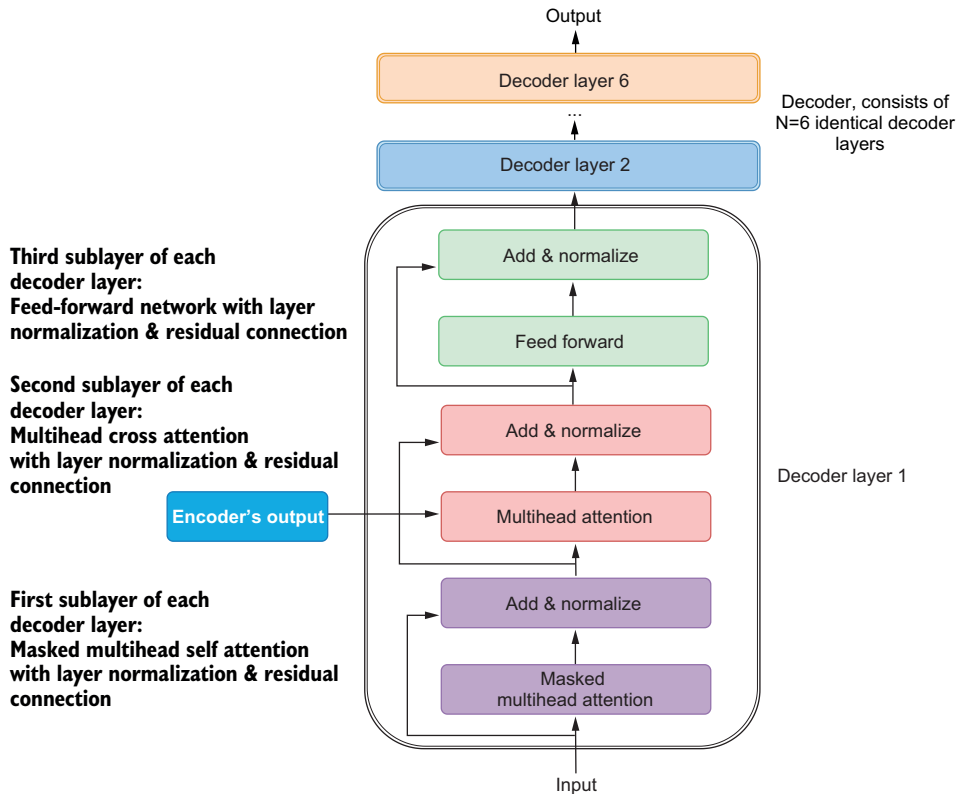 Output
Decoder layer 6
...
Decoder, consists of
N=6 identical decoder
layers
Decoder layer 2
Third sublayer of each
decoder layer:
Feed-forward network with layer
normalization & residual connection
Add & normalize
Feed forward
Second sublayer of each
decoder layer:
Multihead cross attention
with layer normalization & residual
connection
Add & normalize
Decoder layer 1
Encoder's output
Multihead attention
First sublayer of each
decoder layer:
Masked multihead self attention
with layer normalization & residual
connection
Add & normalize
Masked
multihead attention
Input